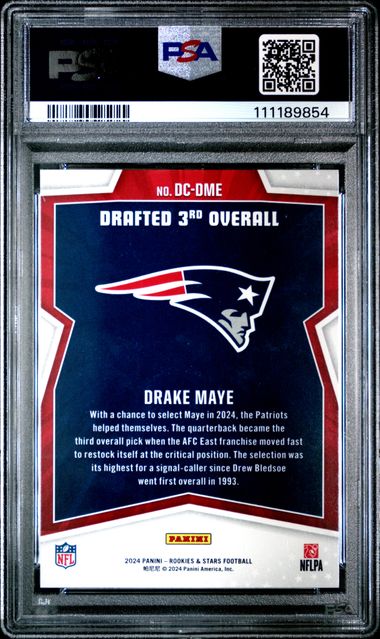 PSA
PSA
111189854
NO. DC-DME
DRAFTED 3RD OVERALL
DRAKE MAYE
With a chance to select Maye in 2024, the Patriots
helped themselves. The quarterback became the
third overall pick when the AFC East franchise moved fast
to restock itself at the critical position. The selection was
its highest for a signal-caller since Drew Bledsoe
went first overall in 1993.
PANINI
NFL
NFLPA
2024 PANINI – ROOKIES & STARS FOOTBALL
帕尼尼 © 2024 Panini America, Inc.